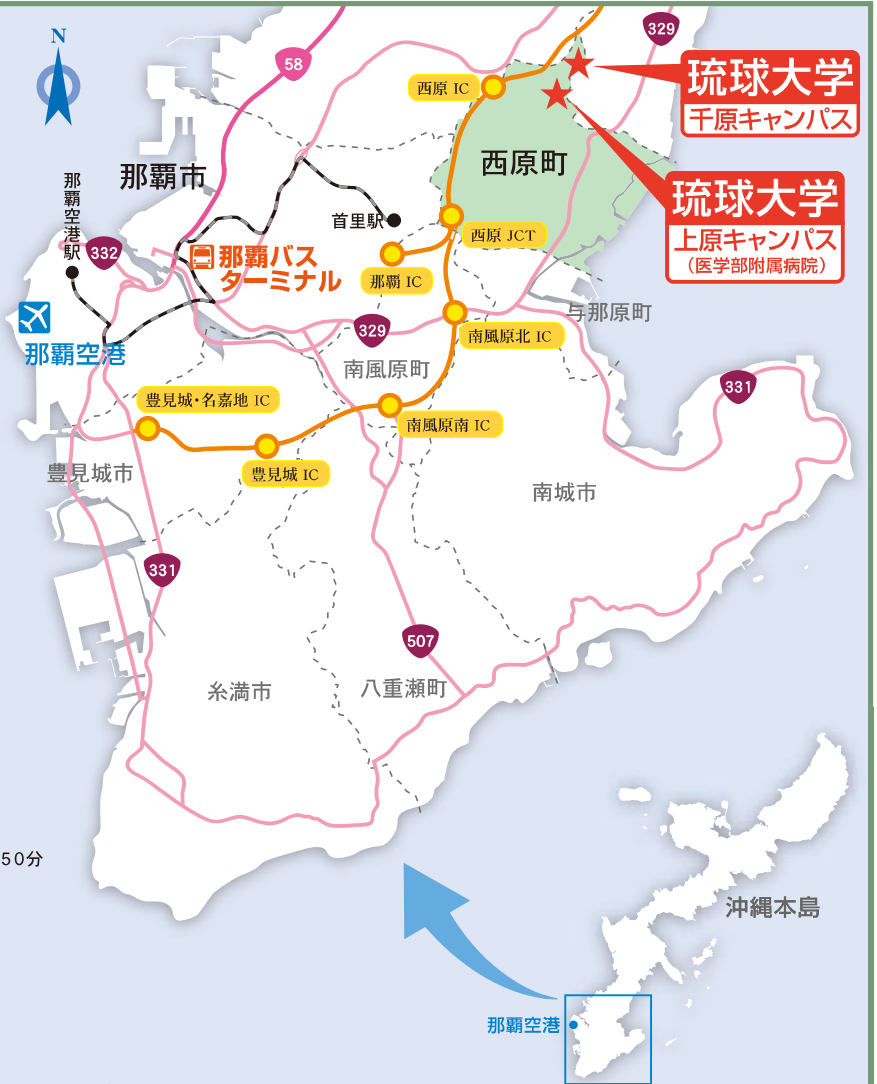 N
329
58
琉球大学
千原キャンパス
西原 IC
西原町
那覇市
那覇空港駅
首里駅
琉球大学
上原キャンパス
(医学部附属病院)
332
西原 JCT
那覇バス
ターミナル
那覇 IC
与那原町
那覇空港
329
南風原北 IC
南風原町
331
豊見城・名嘉地 IC
南風原南 IC
豊見城市
豊見城 IC
南城市
331
507
糸満市
八重瀬町
50分
沖縄本島
那覇空港